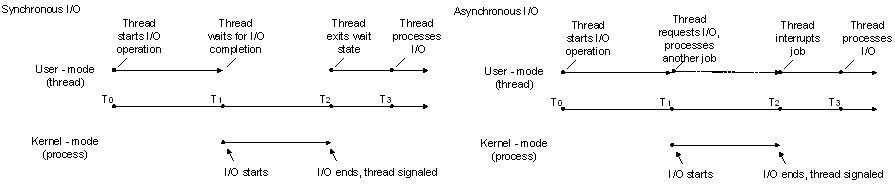 Synchronous I/O
Thread
starts I/O
operation
Thread
waits for I/O
completion
Thread
exits wait
state
Thread
processes
I/O
User - mode
(thread)
T0
T1
T2
T3
Kernel - mode
(process)
I/O starts
I/O ends, thread signaled
Asynchronous I/O
Thread
starts I/O
operation
Thread
requests I/O,
processes
another job
Thread
interrupts
job
Thread
processes
I/O
User - mode
(thread)
T0
T1
T2
T3
Kernel - mode
(process)
I/O starts
I/O ends, thread signaled